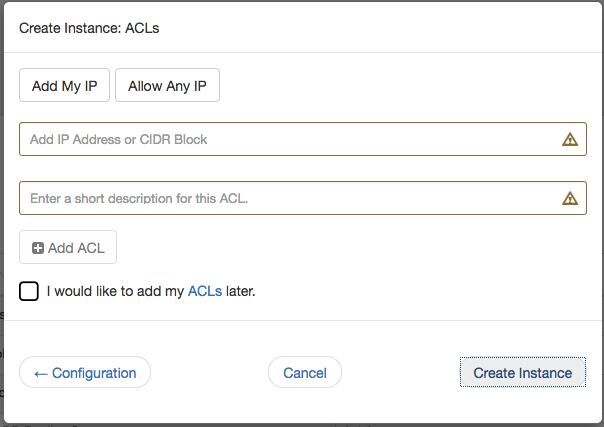 Create Instance: ACLs
Add My IP Allow Any IP
Add IP Address or CIDR Block
Enter a short description for this ACL.
Add ACL
I would like to add my ACLs later.
← Configuration Cancel Create Instance